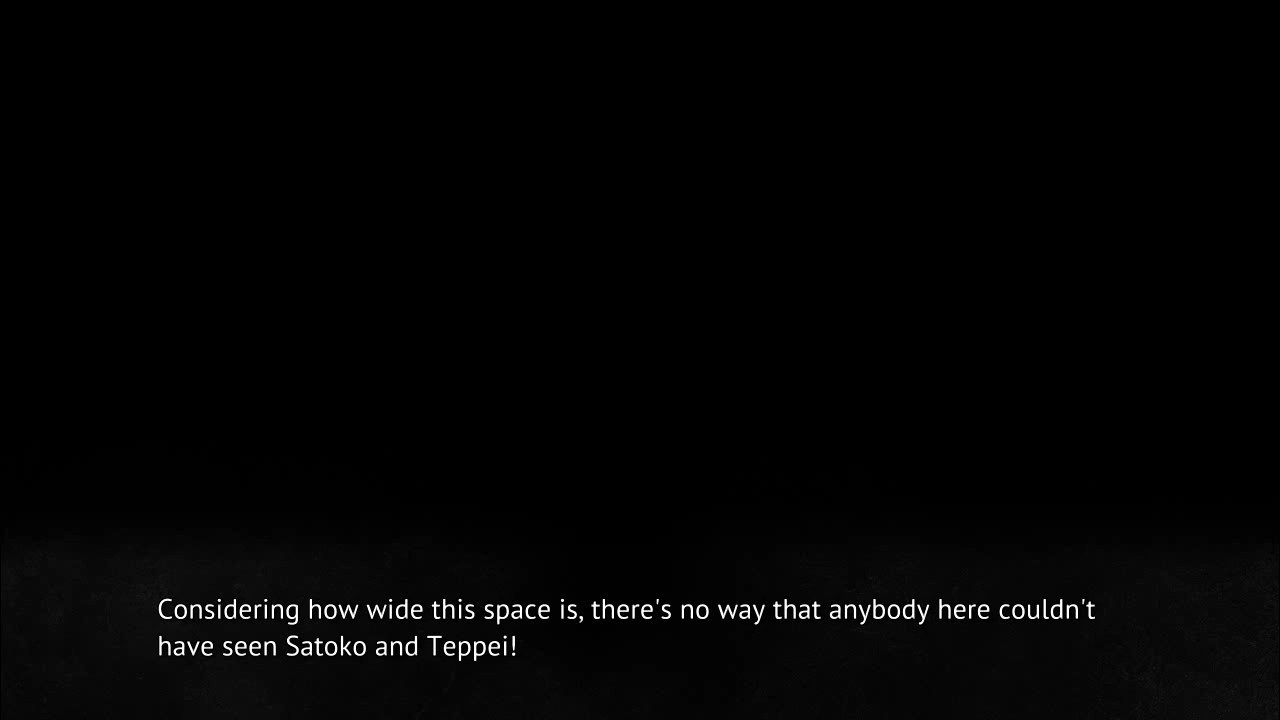 Considering how wide this space is, there's no way that anybody here couldn't
have seen Satoko and Teppei!